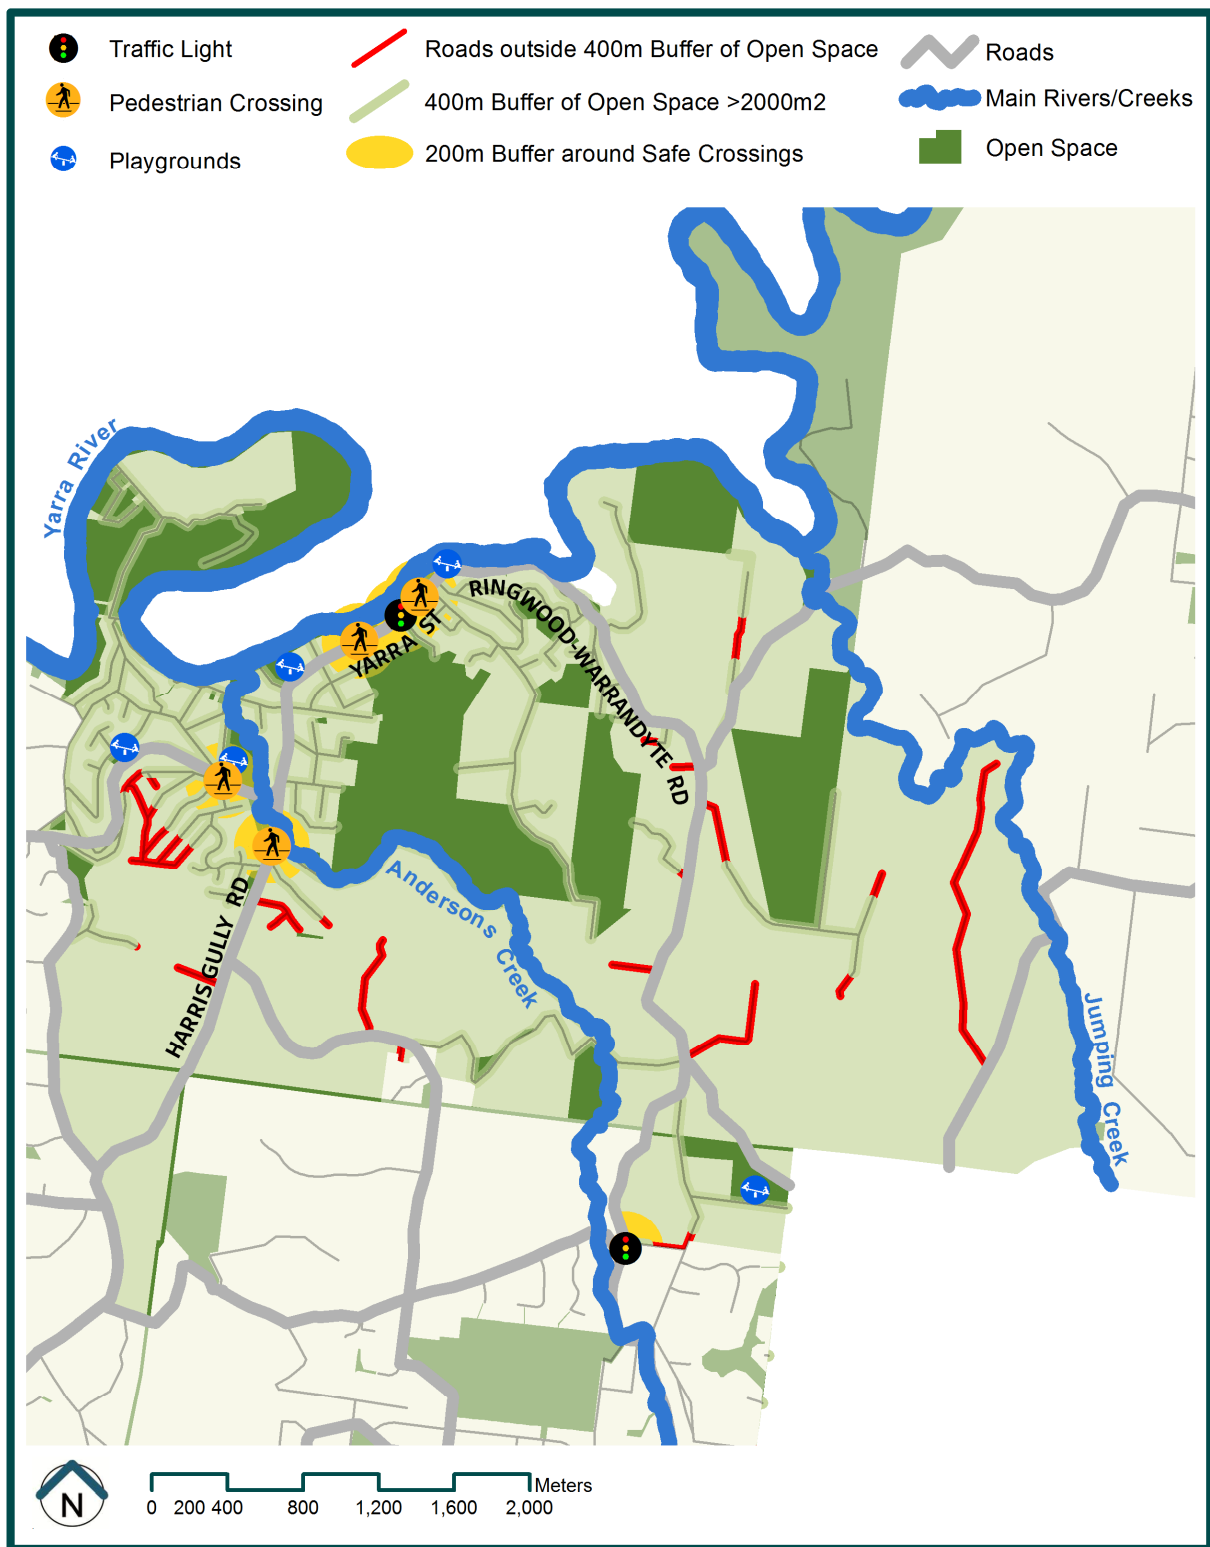 Traffic Light
Pedestrian Crossing
Playgrounds
Roads outside 400m Buffer of Open Space
400m Buffer of Open Space >2000m2
200m Buffer around Safe Crossings
Roads
Main Rivers/Creeks
Open Space
Yarra River
RINGWOOD-WARRANDYTE RD
YARRA ST
Andersons Creek
HARRIS GULLY RD
Jumping Creek
N
0 200 400 800 1,200 1,600 2,000
Meters